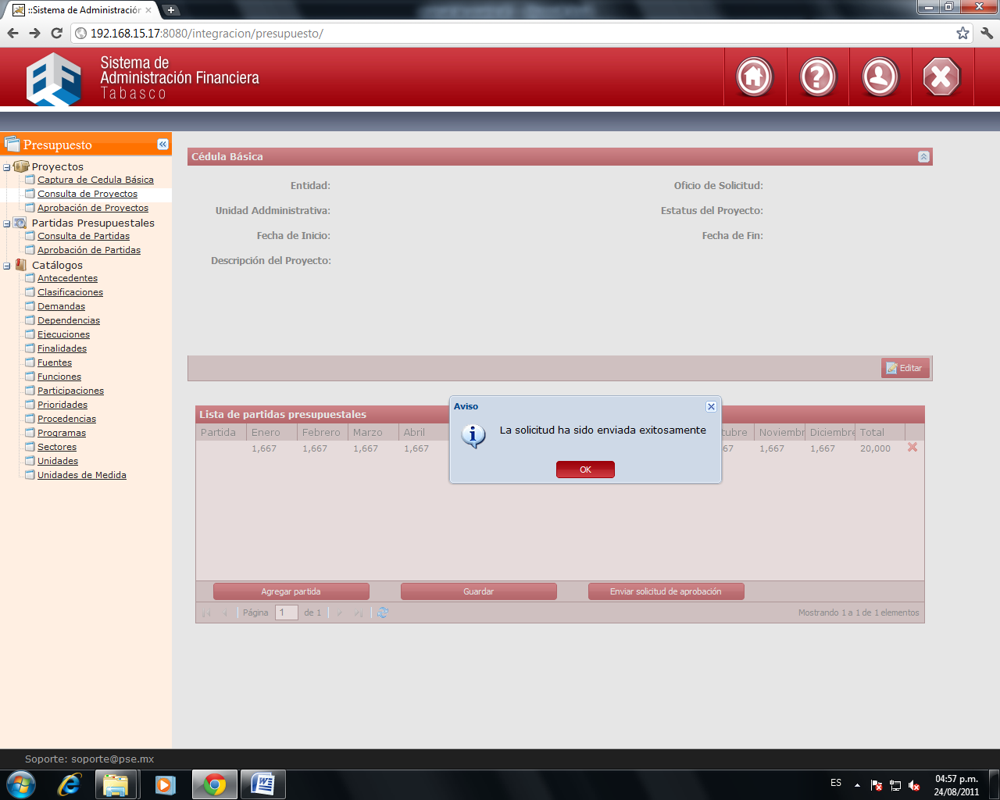 ::Sistema de Administración
192.168.15.17:8080/integracion/presupuesto/
Sistema de
Administración Financiera
Tabasco
Presupuesto
Proyectos
Captura de Cedula Básica
Consulta de Proyectos
Aprobación de Proyectos
Partidas Presupuestales
Consulta de Partidas
Aprobación de Partidas
Catálogos
Antecedentes
Clasificaciones
Demandas
Dependencias
Ejecuciones
Finalidades
Fuentes
Funciones
Participaciones
Prioridades
Procedencias
Programas
Sectores
Unidades
Unidades de Medida
Cédula Básica
Entidad: Oficio de Solicitud:
Unidad Addministrativa: Estatus del Proyecto:
Fecha de Inicio: Fecha de Fin:
Descripción del Proyecto:
Editar
Lista de partidas presupuestales
Partida Enero Febrero Marzo Abril tubre Noviembr Diciembre Total
1,667 1,667 1,667 1,667 67 1,667 1,667 20,000
Aviso
La solicitud ha sido enviada exitosamente
OK
Agregar partida Guardar Enviar solicitud de aprobación
Página 1 de 1 Mostrando 1 a 1 de 1 elementos
Soporte: soporte@pse.mx
ES 04:57 p.m.
24/08/2011